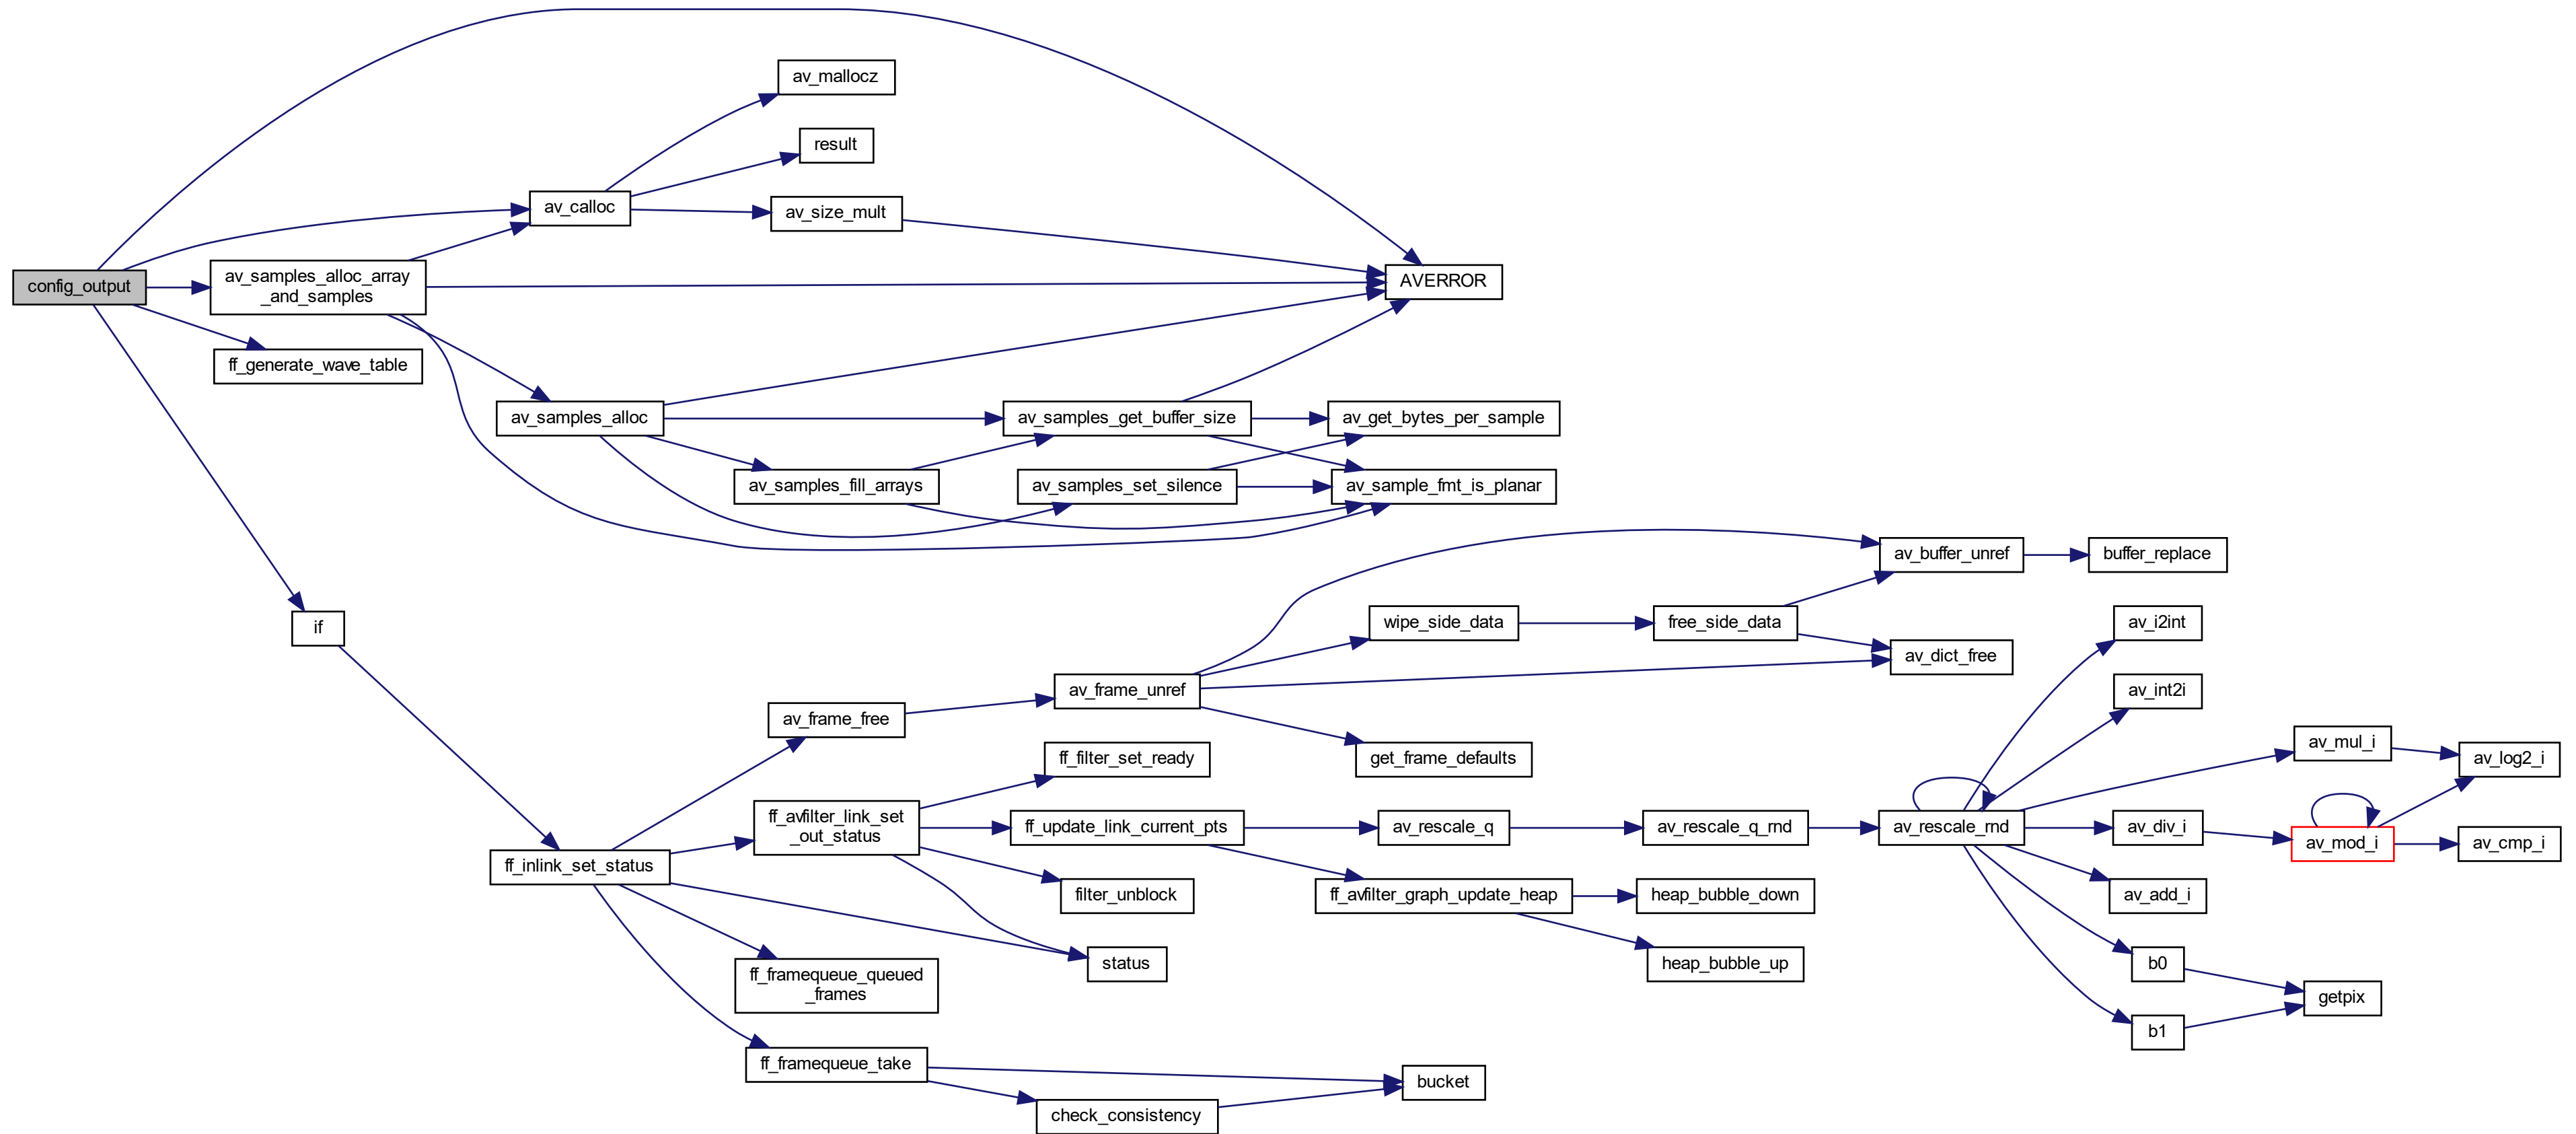 av_mallocz
result
av_calloc
av_size_mult
config_output
av_samples_alloc_array
_and_samples
AVERROR
ff_generate_wave_table
av_samples_alloc
av_samples_get_buffer_size
av_get_bytes_per_sample
av_samples_fill_arrays
av_samples_set_silence
av_sample_fmt_is_planar
av_buffer_unref
buffer_replace
if
wipe_side_data
free_side_data
av_i2int
av_dict_free
av_frame_unref
av_int2i
av_frame_free
ff_filter_set_ready
get_frame_defaults
av_mul_i
av_log2_i
ff_avfilter_link_set
_out_status
ff_update_link_current_pts
av_rescale_q
av_rescale_q_rnd
av_rescale_rnd
av_div_i
av_mod_i
av_cmp_i
ff_inlink_set_status
filter_unblock
ff_avfilter_graph_update_heap
heap_bubble_down
av_add_i
ff_framequeue_queued
_frames
status
heap_bubble_up
b0
getpix
b1
ff_framequeue_take
bucket
check_consistency